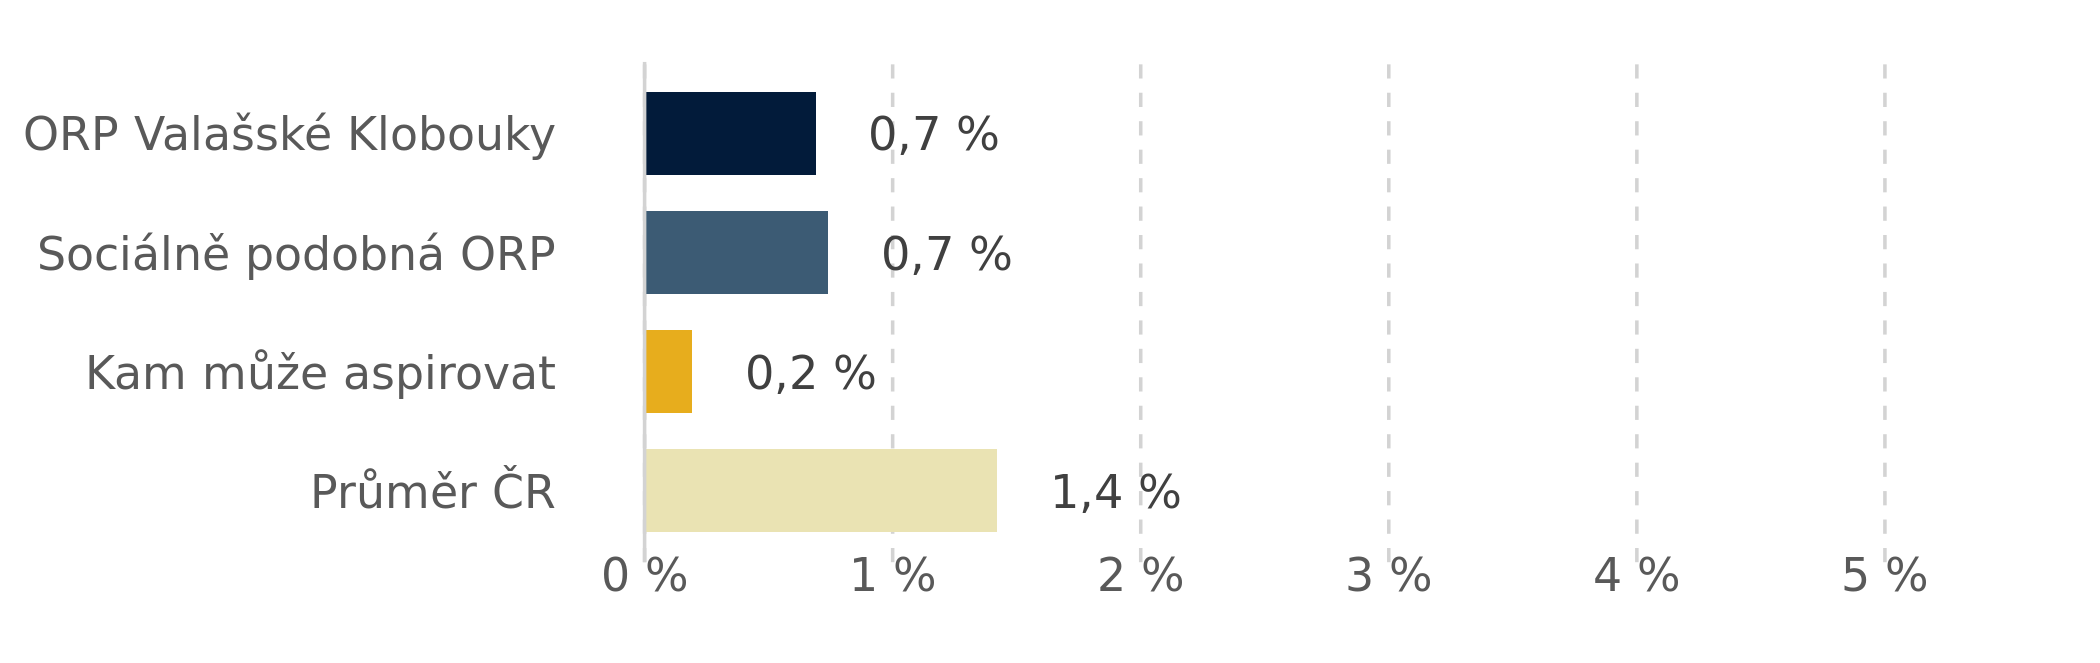 ORP Valašské Klobouky 0,7 %
Sociálně podobná ORP 0,7 %
Kam může aspirovat 0,2 %
Průměr ČR 1,4 %
0 % 1 % 2 % 3 % 4 % 5 %